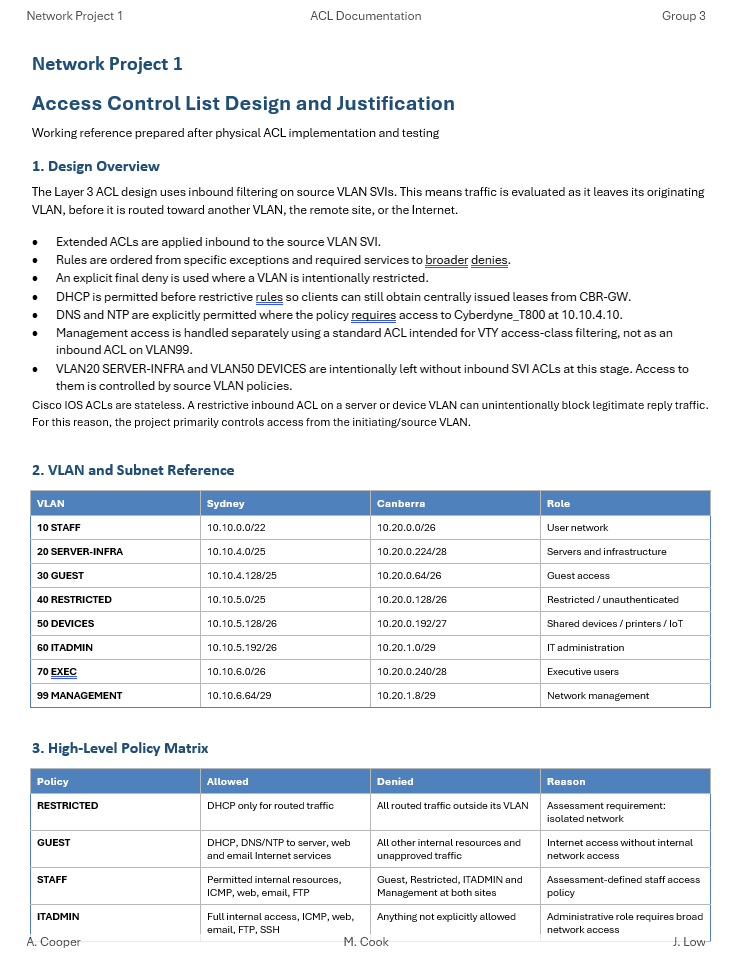 Network Project 1 ACL Documentation Group 3
Network Project 1
Access Control List Design and Justification
Working reference prepared after physical ACL implementation and testing
1. Design Overview
The Layer 3 ACL design uses inbound filtering on source VLAN SVIs. This means traffic is evaluated as it leaves its originating
VLAN, before it is routed toward another VLAN, the remote site, or the Internet.
• Extended ACLs are applied inbound to the source VLAN SVI.
• Rules are ordered from specific exceptions and required services to broader denies.
• An explicit final deny is used where a VLAN is intentionally restricted.
• DHCP is permitted before restrictive rules so clients can still obtain centrally issued leases from CBR-GW.
• DNS and NTP are explicitly permitted where the policy requires access to Cyberdyne_T800 at 10.10.4.10.
• Management access is handled separately using a standard ACL intended for VTY access-class filtering, not as an
inbound ACL on VLAN99.
• VLAN20 SERVER-INFRA and VLAN50 DEVICES are intentionally left without inbound SVI ACLs at this stage. Access to
them is controlled by source VLAN policies.
Cisco IOS ACLs are stateless. A restrictive inbound ACL on a server or device VLAN can unintentionally block legitimate reply traffic.
For this reason, the project primarily controls access from the initiating/source VLAN.
2. VLAN and Subnet Reference
VLAN Sydney Canberra Role
10 STAFF 10.10.0.0/22 10.20.0.0/26 User network
20 SERVER-INFRA 10.10.4.0/25 10.20.0.224/28 Servers and infrastructure
30 GUEST 10.10.4.128/25 10.20.0.64/26 Guest access
40 RESTRICTED 10.10.5.0/25 10.20.0.128/26 Restricted / unauthenticated
50 DEVICES 10.10.5.128/26 10.20.0.192/27 Shared devices / printers / IoT
60 ITADMIN 10.10.5.192/26 10.20.1.0/29 IT administration
70 EXEC 10.10.6.0/26 10.20.0.240/28 Executive users
99 MANAGEMENT 10.10.6.64/29 10.20.1.8/29 Network management
3. High-Level Policy Matrix
Policy Allowed Denied Reason
RESTRICTED DHCP only for routed traffic All routed traffic outside its VLAN Assessment requirement:
isolated network
GUEST DHCP, DNS/NTP to server, web All other internal resources and Internet access without internal
and email Internet services unapproved traffic network access
STAFF Permitted internal resources, Guest, Restricted, ITADMIN and Assessment-defined staff access
ICMP, web, email, FTP Management at both sites policy
ITADMIN Full internal access, ICMP, web, Anything not explicitly allowed Administrative role requires broad
email, FTP, SSH network access
A. Cooper M. Cook J. Low